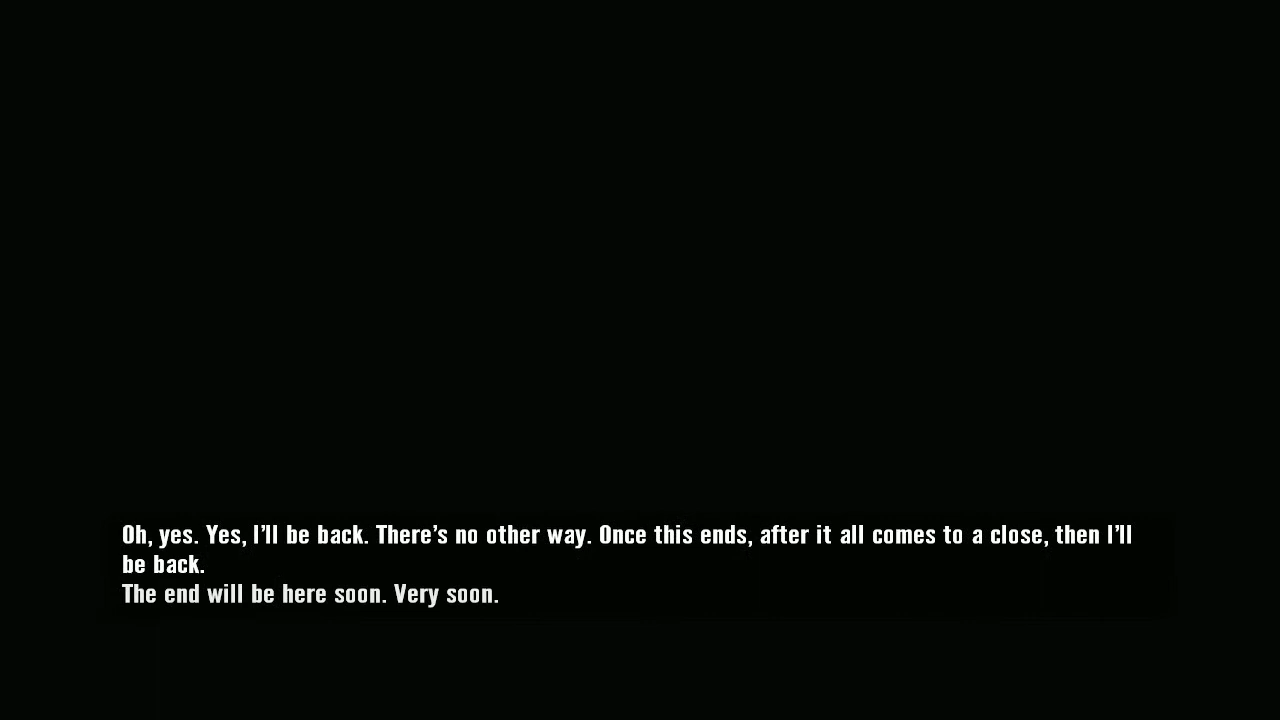 Oh, yes. Yes, I’ll be back. There’s no other way. Once this ends, after it all comes to a close, then I’ll
be back.
The end will be here soon. Very soon.